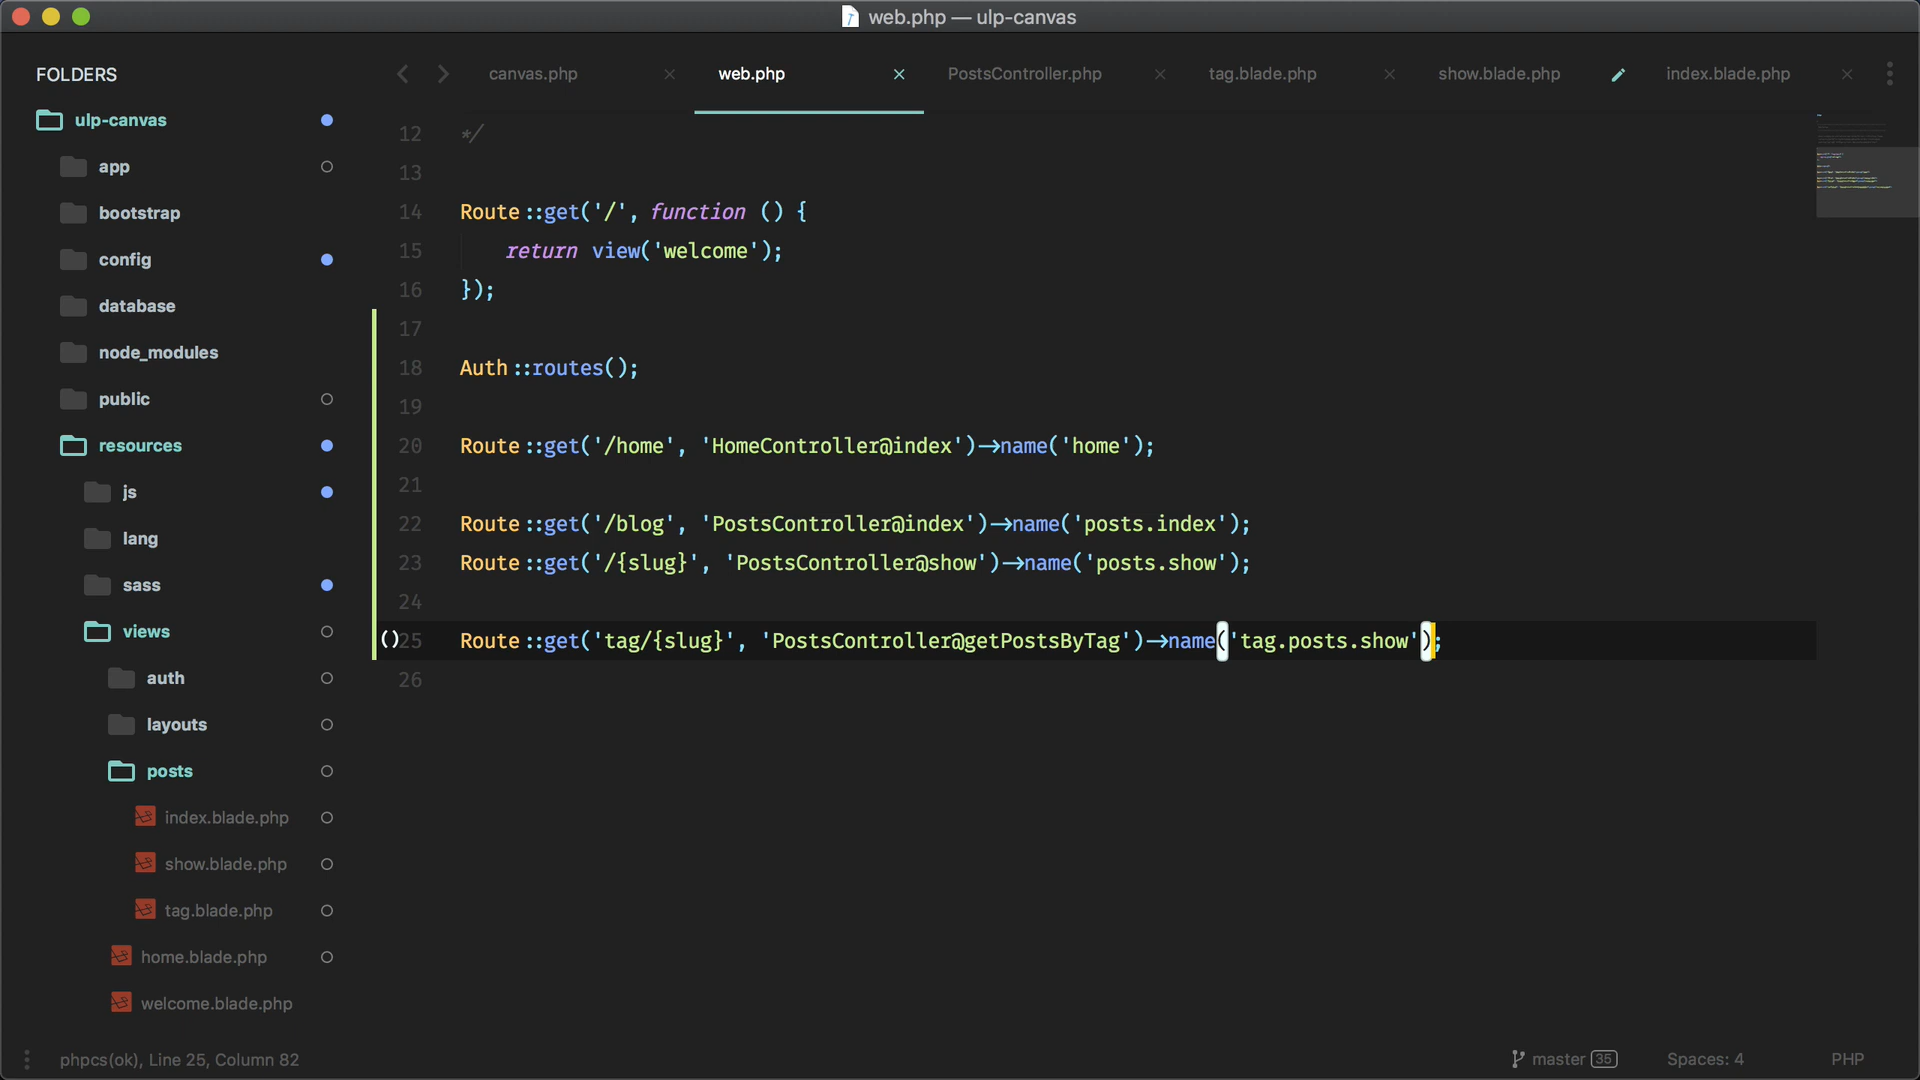 web.php — ulp-canvas
FOLDERS
ulp-canvas
app
bootstrap
config
database
node_modules
public
resources
js
lang
sass
views
auth
layouts
posts
index.blade.php
show.blade.php
tag.blade.php
home.blade.php
welcome.blade.php
canvas.php
web.php
PostsController.php
tag.blade.php
show.blade.php
index.blade.php
12 */
13
14 Route::get('/', function () {
15 return view('welcome');
16 });
17
18 Auth::routes();
19
20 Route::get('/home', 'HomeController@index')->name('home');
21
22 Route::get('/blog', 'PostsController@index')->name('posts.index');
23 Route::get('/{slug}', 'PostsController@show')->name('posts.show');
24
()25 Route::get('tag/{slug}', 'PostsController@getPostsByTag')->name('tag.posts.show');
26
phpcs(ok), Line 25, Column 82
master 35
Spaces: 4
PHP